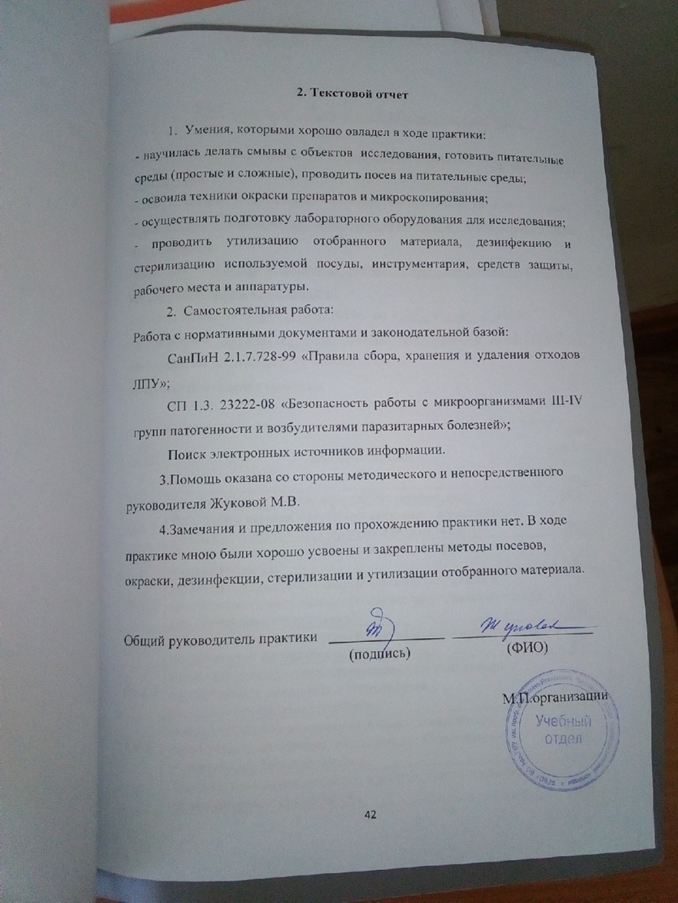 2. Текстовой отчет
1. Умения, которыми хорошо овладел в ходе практики:
- научилась делать смывы с объектов исследования, готовить питательные
среды (простые и сложные), проводить посев на питательные среды;
- освоила техники окраски препаратов и микроскопирования;
- осуществлять подготовку лабораторного оборудования для исследования;
- проводить утилизацию отобранного материала, дезинфекцию и
стерилизацию используемой посуды, инструментария, средств защиты,
рабочего места и аппаратуры.
2. Самостоятельная работа:
Работа с нормативными документами и законодательной базой:
СанПиН 2.1.7.728-99 «Правила сбора, хранения и удаления отходов
ЛПУ»;
СП 1.3. 23222-08 «Безопасность работы с микроорганизмами III-IV
групп патогенности и возбудителями паразитарных болезней»;
Поиск электронных источников информации.
3.Помощь оказана со стороны методического и непосредственного
руководителя Жуковой М.В.
4.Замечания и предложения по прохождению практики нет. В ходе
практике мною были хорошо усвоены и закреплены методы посевов,
окраски, дезинфекции, стерилизации и утилизации отобранного материала.
Общий руководитель практики
(подпись)
(ФИО)
М.П.организации
Учебный
отдел
42